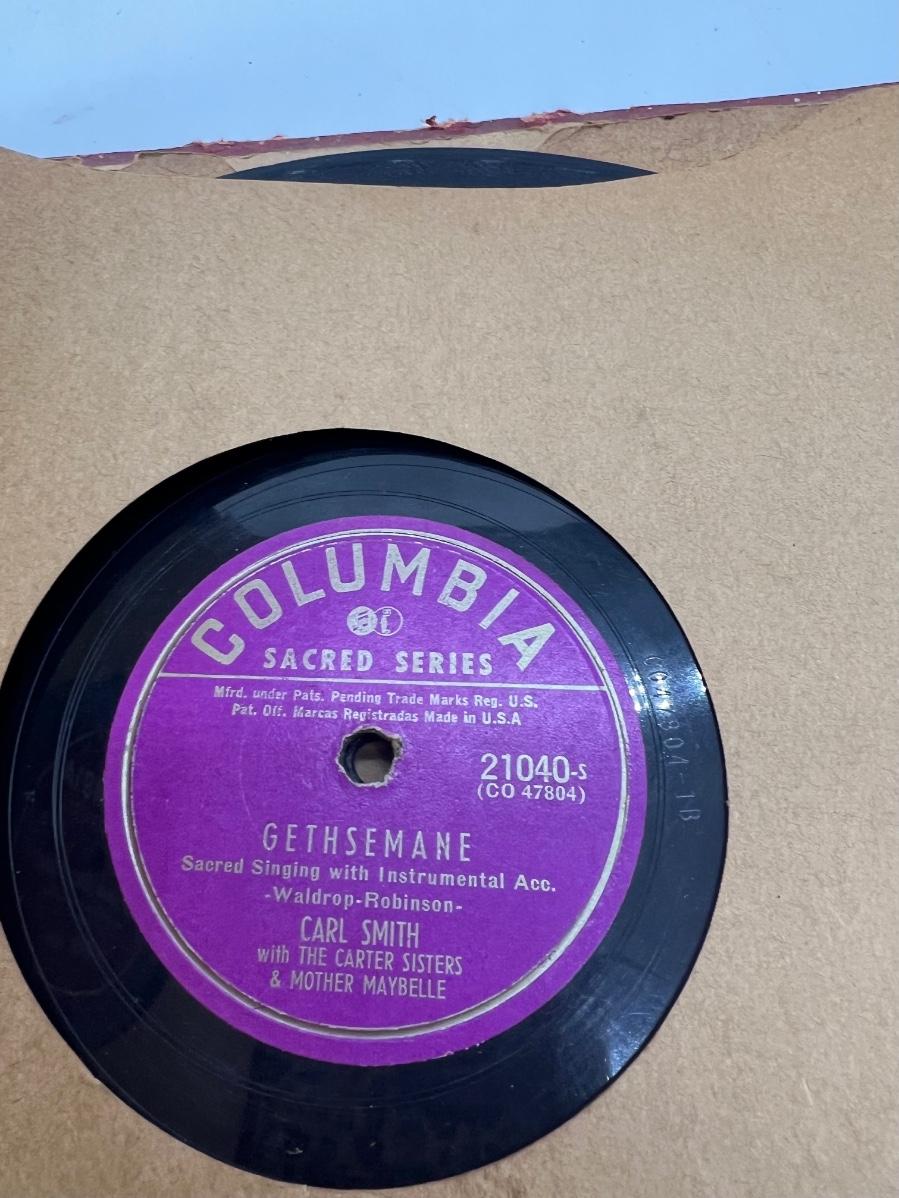 COLUMBIA
SACRED SERIES
Mfrd. under Pats. Pending Trade Marks Reg. U.S.
Pat. Off. Marcas Registradas Made in U.S.A
21040-S
(CO 47804)
GETHSEMANE
Sacred Singing with Instrumental Acc.
-Waldrop-Robinson-
CARL SMITH
with THE CARTER SISTERS
& MOTHER MAYBELLE